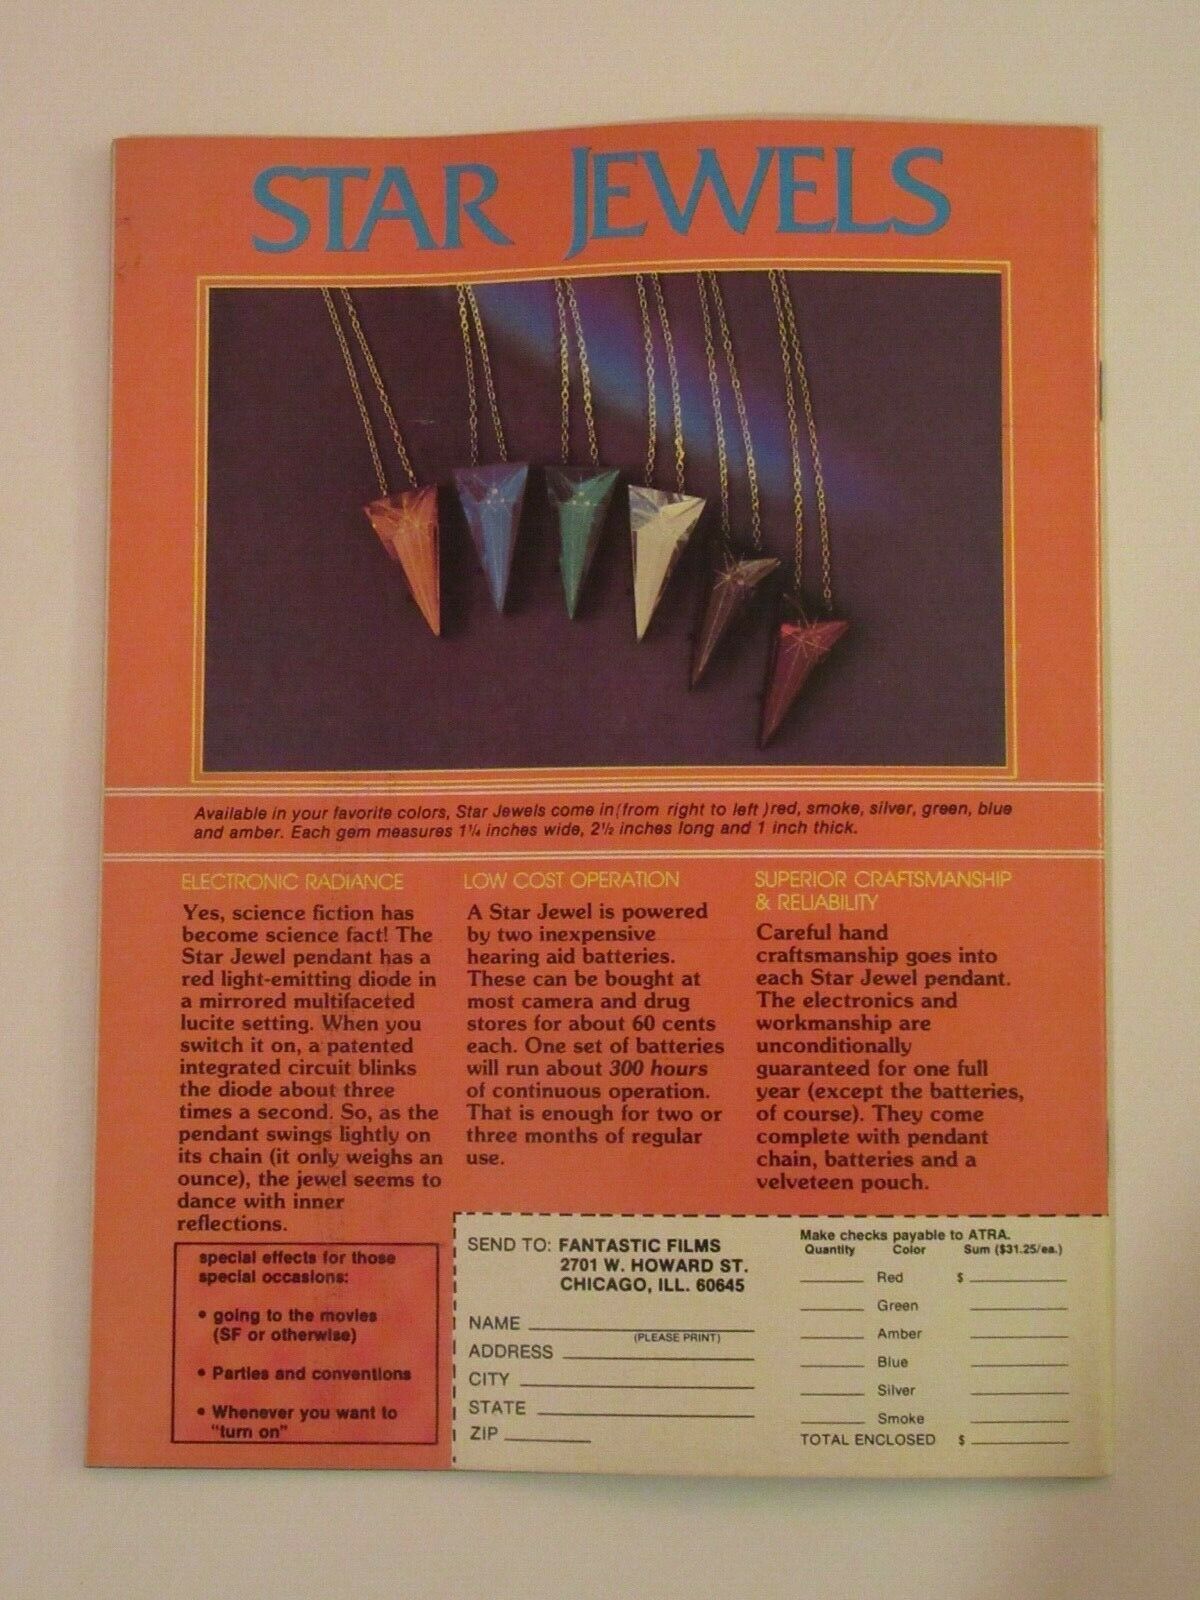 STAR JEWELS
Available in your favorite colors, Star Jewels come in (from right to left )red, smoke, silver, green, blue
and amber. Each gem measures 1¼ inches wide, 2½ inches long and 1 inch thick.
ELECTRONIC RADIANCE
Yes, science fiction has
become science fact! The
Star Jewel pendant has a
red light-emitting diode in
a mirrored multifaceted
lucite setting. When you
switch it on, a patented
integrated circuit blinks
the diode about three
times a second. So, as the
pendant swings lightly on
its chain (it only weighs an
ounce), the jewel seems to
dance with inner
reflections.
LOW COST OPERATION
A Star Jewel is powered
by two inexpensive
hearing aid batteries.
These can be bought at
most camera and drug
stores for about 60 cents
each. One set of batteries
will run about 300 hours
of continuous operation.
That is enough for two or
three months of regular
use.
SUPERIOR CRAFTSMANSHIP
& RELIABILITY
Careful hand
craftsmanship goes into
each Star Jewel pendant.
The electronics and
workmanship are
unconditionally
guaranteed for one full
year (except the batteries,
of course). They come
complete with pendant
chain, batteries and a
velveteen pouch.
special effects for those
special occasions:
• going to the movies
(SF or otherwise)
• Parties and conventions
• Whenever you want to
"turn on"
SEND TO: FANTASTIC FILMS
2701 W. HOWARD ST.
CHICAGO, ILL. 60645
NAME
(PLEASE PRINT)
ADDRESS
CITY
STATE
ZIP
Make checks payable to ATRA.
Quantity Color Sum ($31.25/ea.)
Red $
Green
Amber
Blue
Silver
Smoke
TOTAL ENCLOSED $